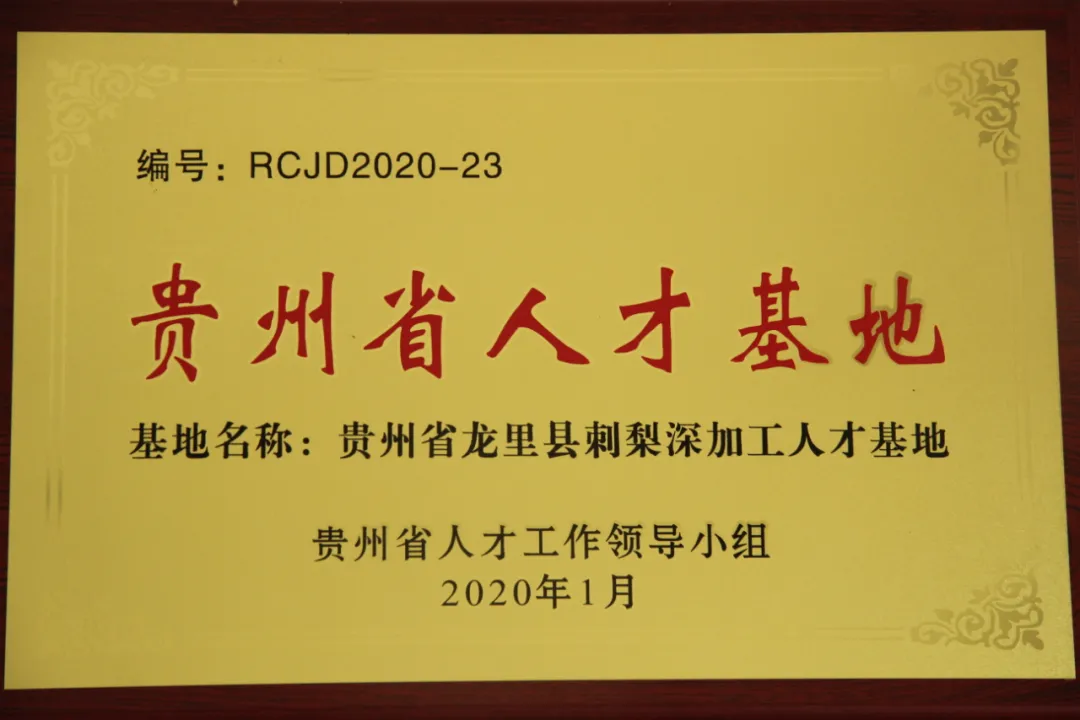 编号：RCJD2020-23
贵州省人才基地
基地名称：贵州省龙里县刺梨深加工人才基地
贵州省人才工作领导小组
2020年1月